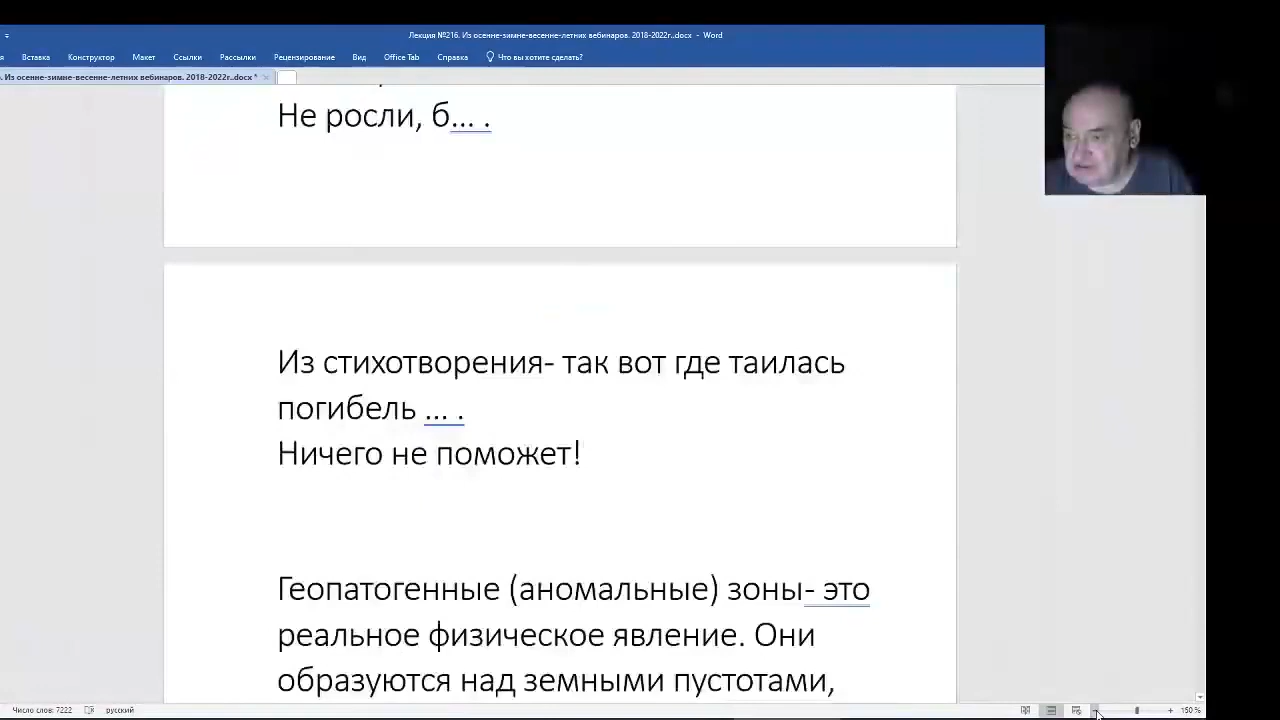 Лекция №216. Из осенне-зимне-весенне-летних вебинаров. 2018-2022г..docx - Word
Вставка Конструктор Макет Ссылки Рассылки Рецензирование Вид Office Tab Справка Что вы хотите сделать?
. Из осенне-зимне-весенне-летних вебинаров. 2018-2022г..docx *
Не росли, б... .
Из стихотворения- так вот где таилась
погибель ... .
Ничего не поможет!
Геопатогенные (аномальные) зоны- это
реальное физическое явление. Они
образуются над земными пустотами,
Число слов: 7222 русский 150 %